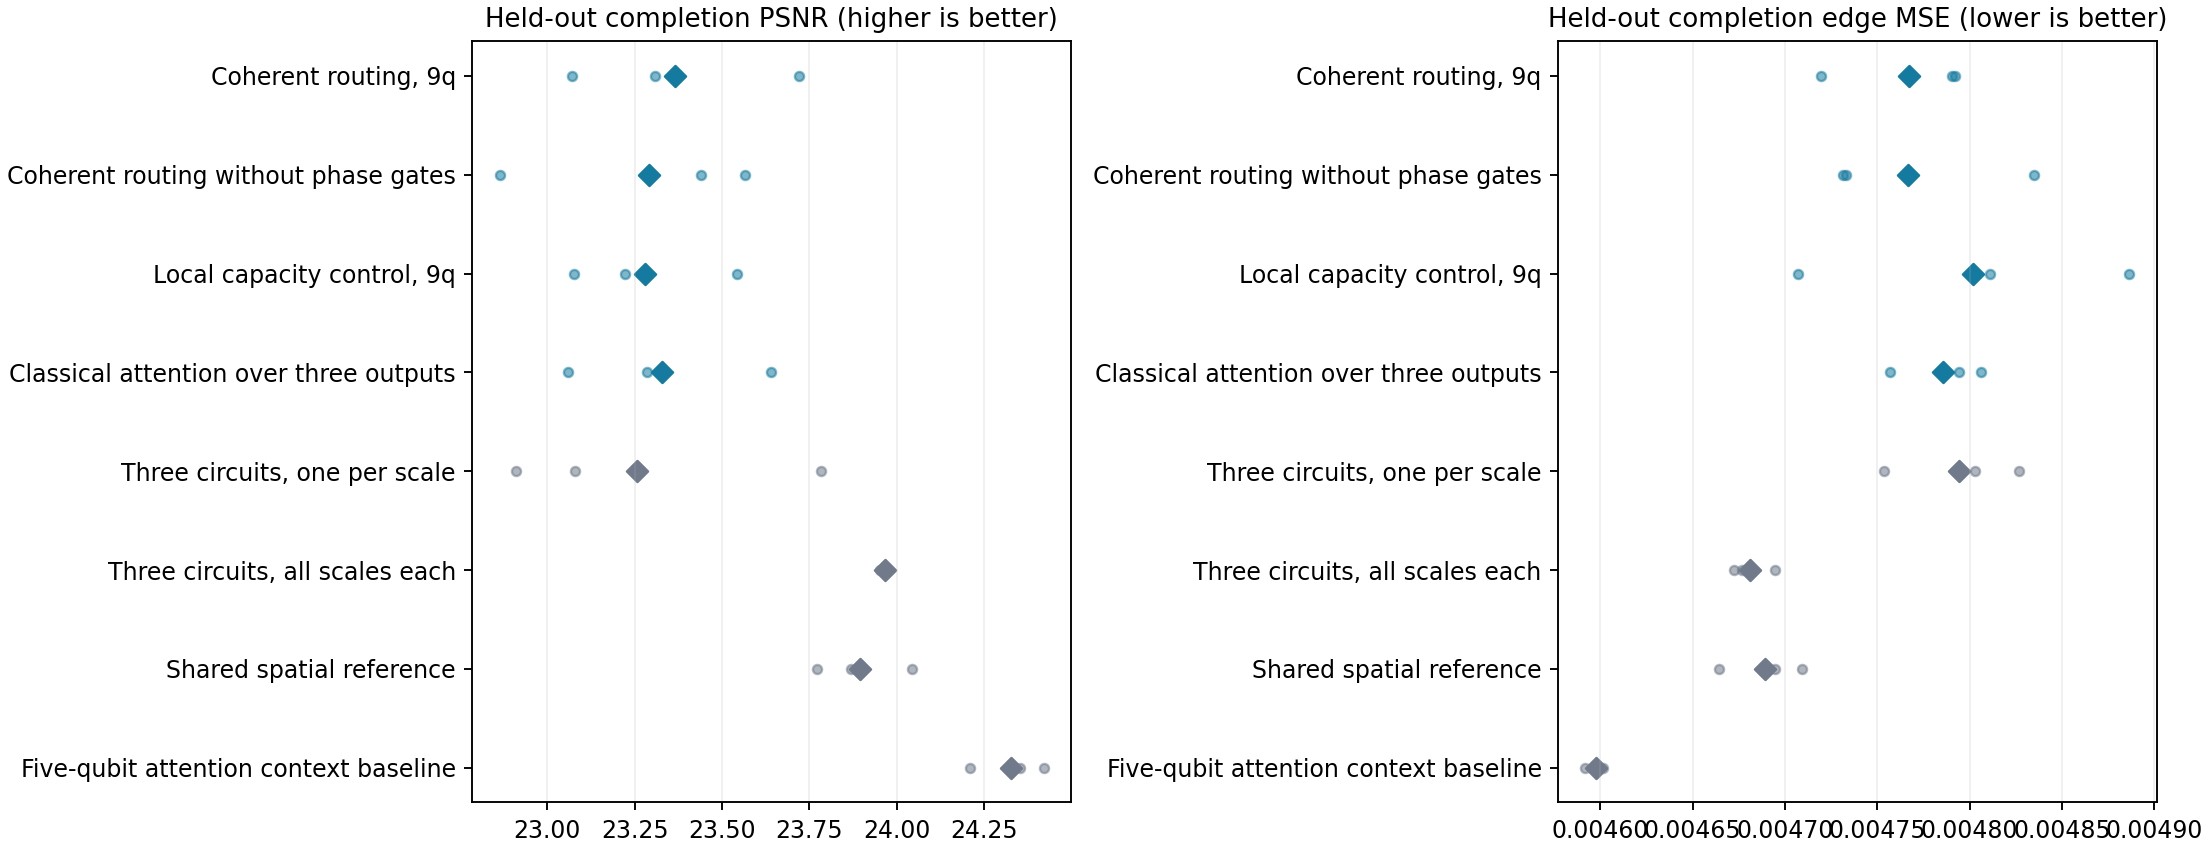 Held-out completion PSNR (higher is better)
Coherent routing, 9q
Coherent routing without phase gates
Local capacity control, 9q
Classical attention over three outputs
Three circuits, one per scale
Three circuits, all scales each
Shared spatial reference
Five-qubit attention context baseline
23.00 23.25 23.50 23.75 24.00 24.25
Held-out completion edge MSE (lower is better)
Coherent routing, 9q
Coherent routing without phase gates
Local capacity control, 9q
Classical attention over three outputs
Three circuits, one per scale
Three circuits, all scales each
Shared spatial reference
Five-qubit attention context baseline
0.00460 0.00465 0.00470 0.00475 0.00480 0.00485 0.00490